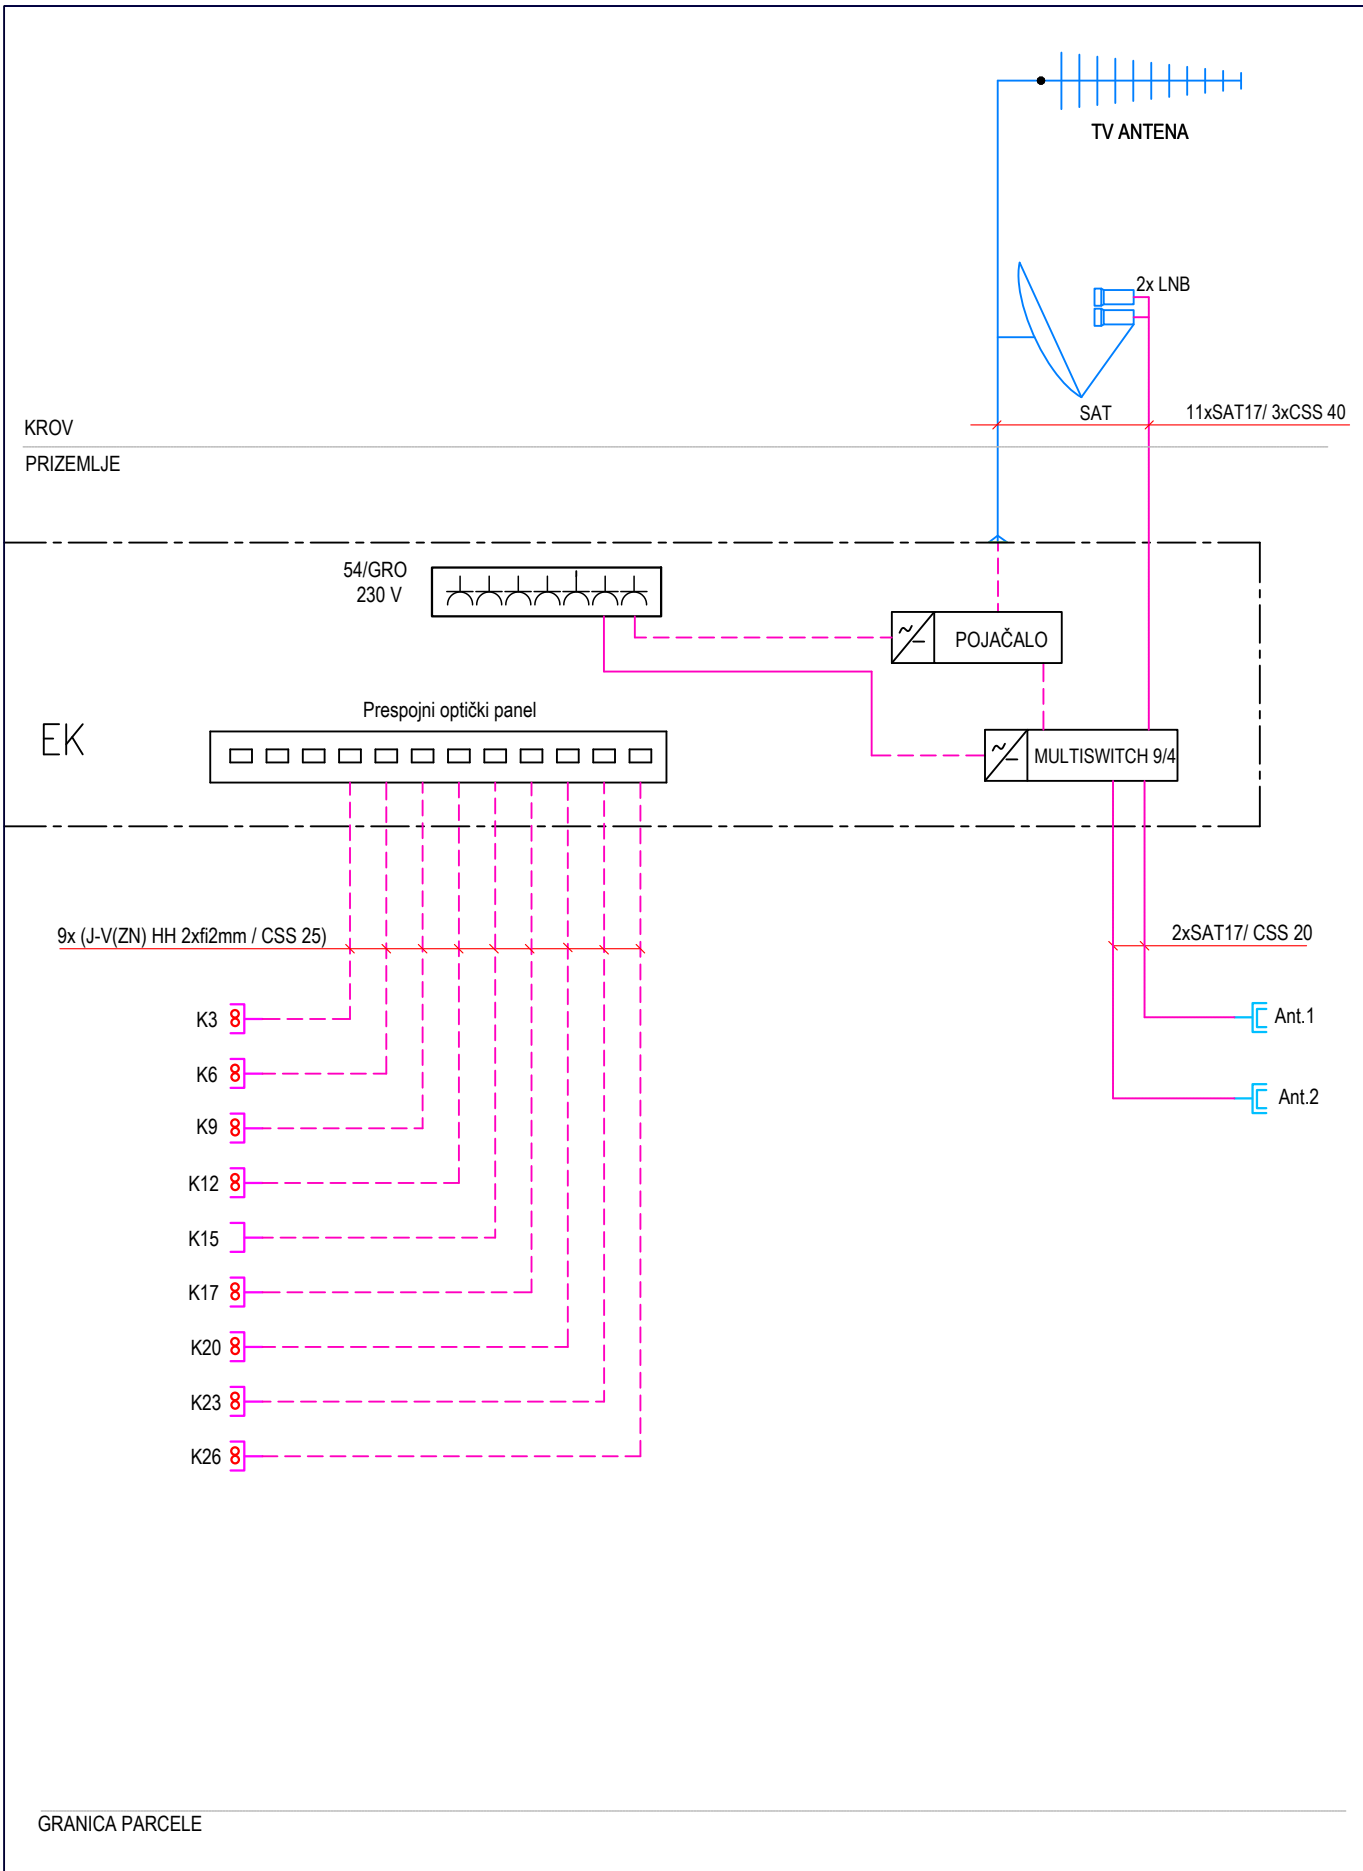 TV ANTENA
2x LNB
SAT
11xSAT17/ 3xCSS 40
KROV
PRIZEMLJE
54/GRO
230 V
POJAČALO
Prespojni optički panel
EK
MULTISWITCH 9/4
9x (J-V(ZN) HH 2xfi2mm / CSS 25)
2xSAT17/ CSS 20
K3
Ant.1
K6
Ant.2
K9
K12
K15
K17
K20
K23
K26
GRANICA PARCELE